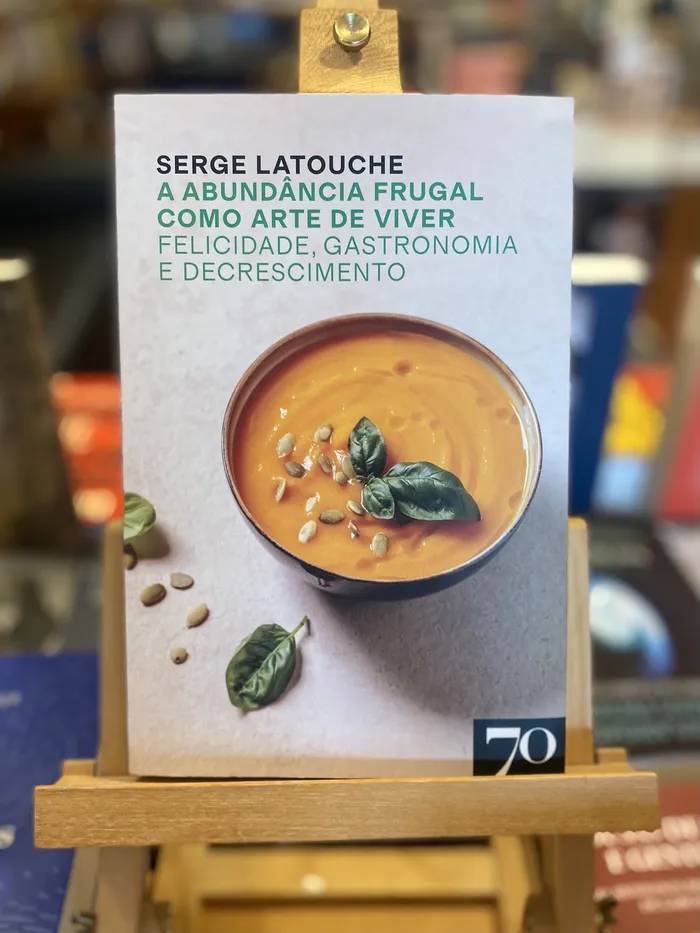 SERGE LATOUCHE
A ABUNDÂNCIA FRUGAL
COMO ARTE DE VIVER
FELICIDADE, GASTRONOMIA
E DECRESCIMENTO
70